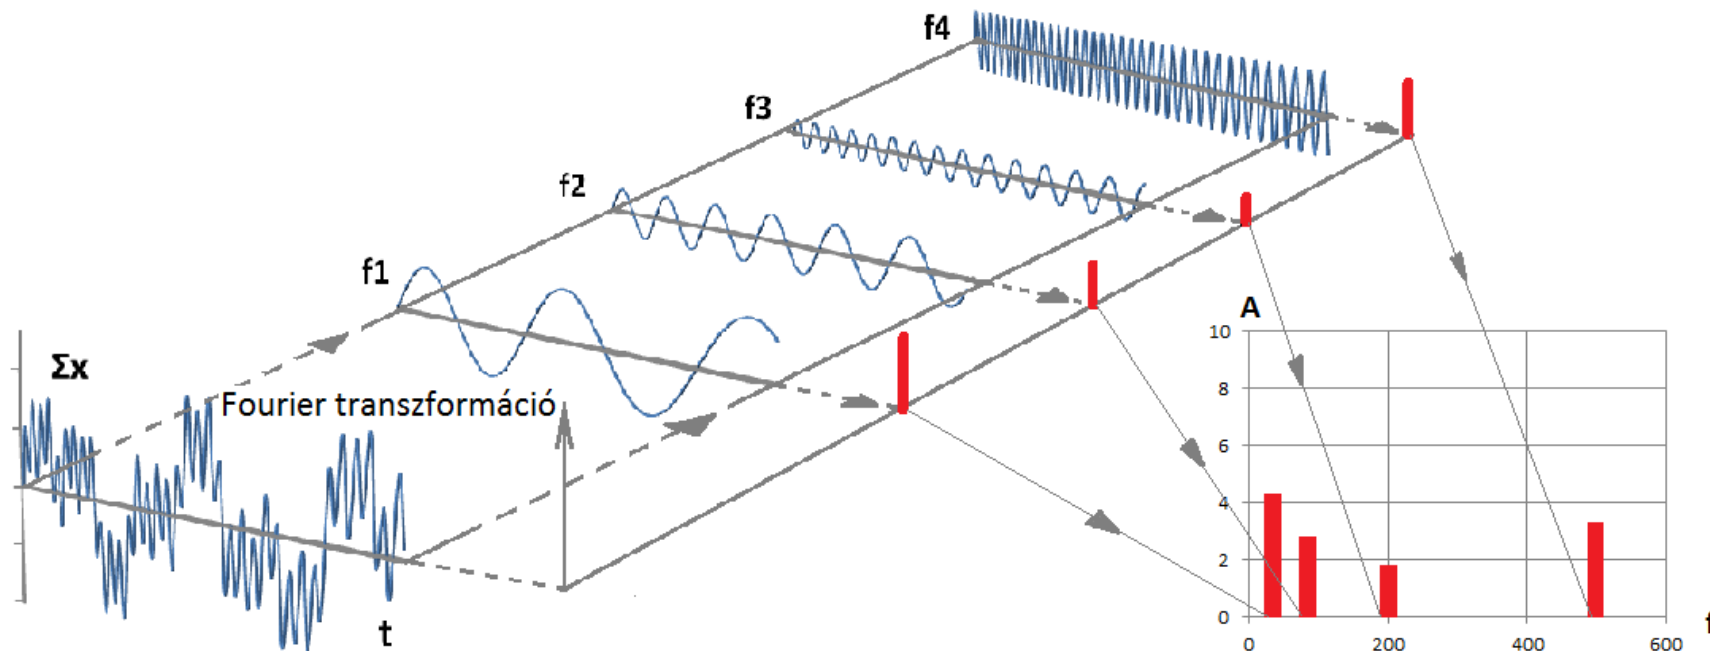 f4
f3
f2
f1
Σx
Fourier transzformáció
t
A
10
8
6
4
2
0
0 200 400 600
f